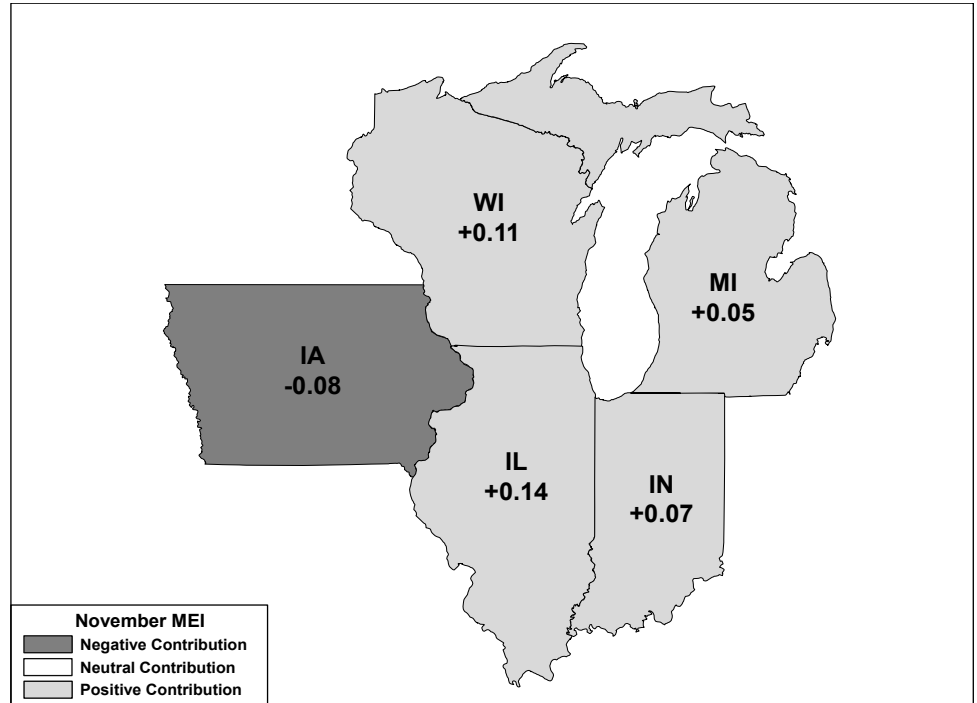 WI
+0.11
MI
+0.05
IA
-0.08
IL
+0.14
IN
+0.07
November MEI
Negative Contribution
Neutral Contribution
Positive Contribution